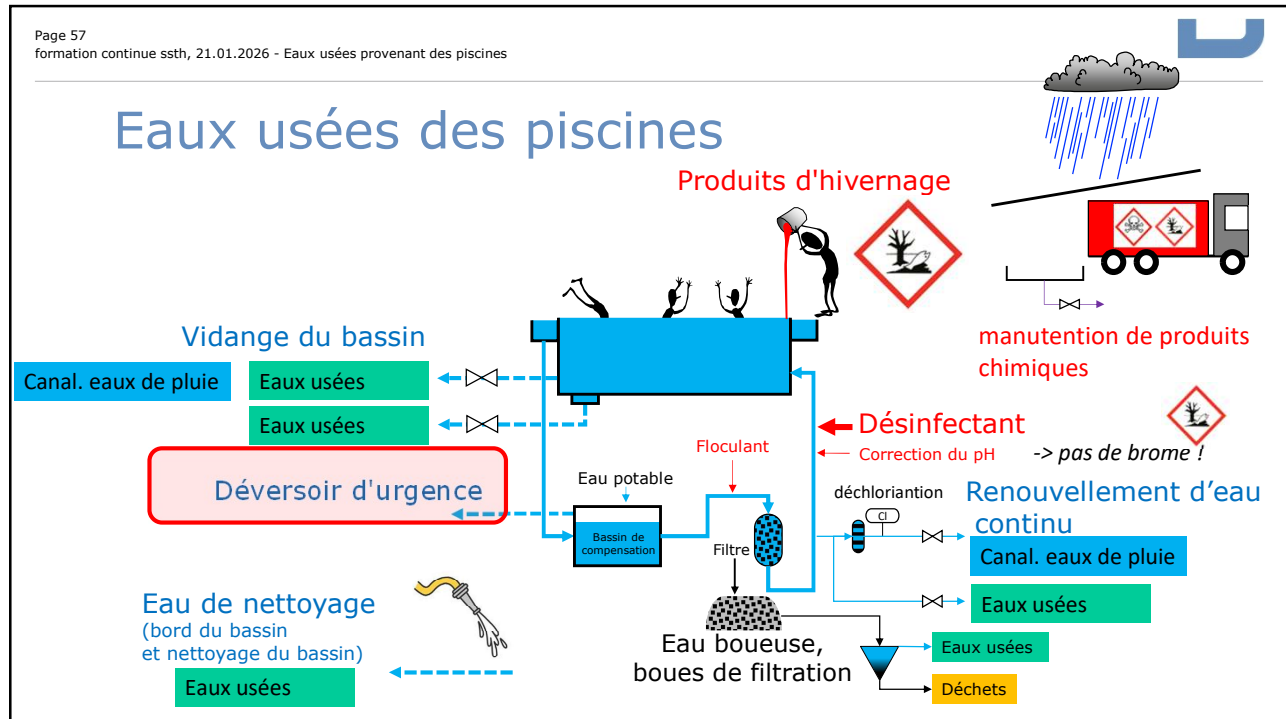 Page 57
formation continue ssth, 21.01.2026 - Eaux usées provenant des piscines
Eaux usées des piscines
Produits d'hivernage
manutention de produits
chimiques
Vidange du bassin
Canal. eaux de pluie
Eaux usées
Eaux usées
Déversoir d'urgence
Eau potable
Bassin de
compensation
Floculant
Filtre
Désinfectant
Correction du pH
-> pas de brome !
déchloriantion
Cl
Renouvellement d'eau
continu
Canal. eaux de pluie
Eaux usées
Eau de nettoyage
(bord du bassin
et nettoyage du bassin)
Eaux usées
Eau boueuse,
boues de filtration
Eaux usées
Déchets